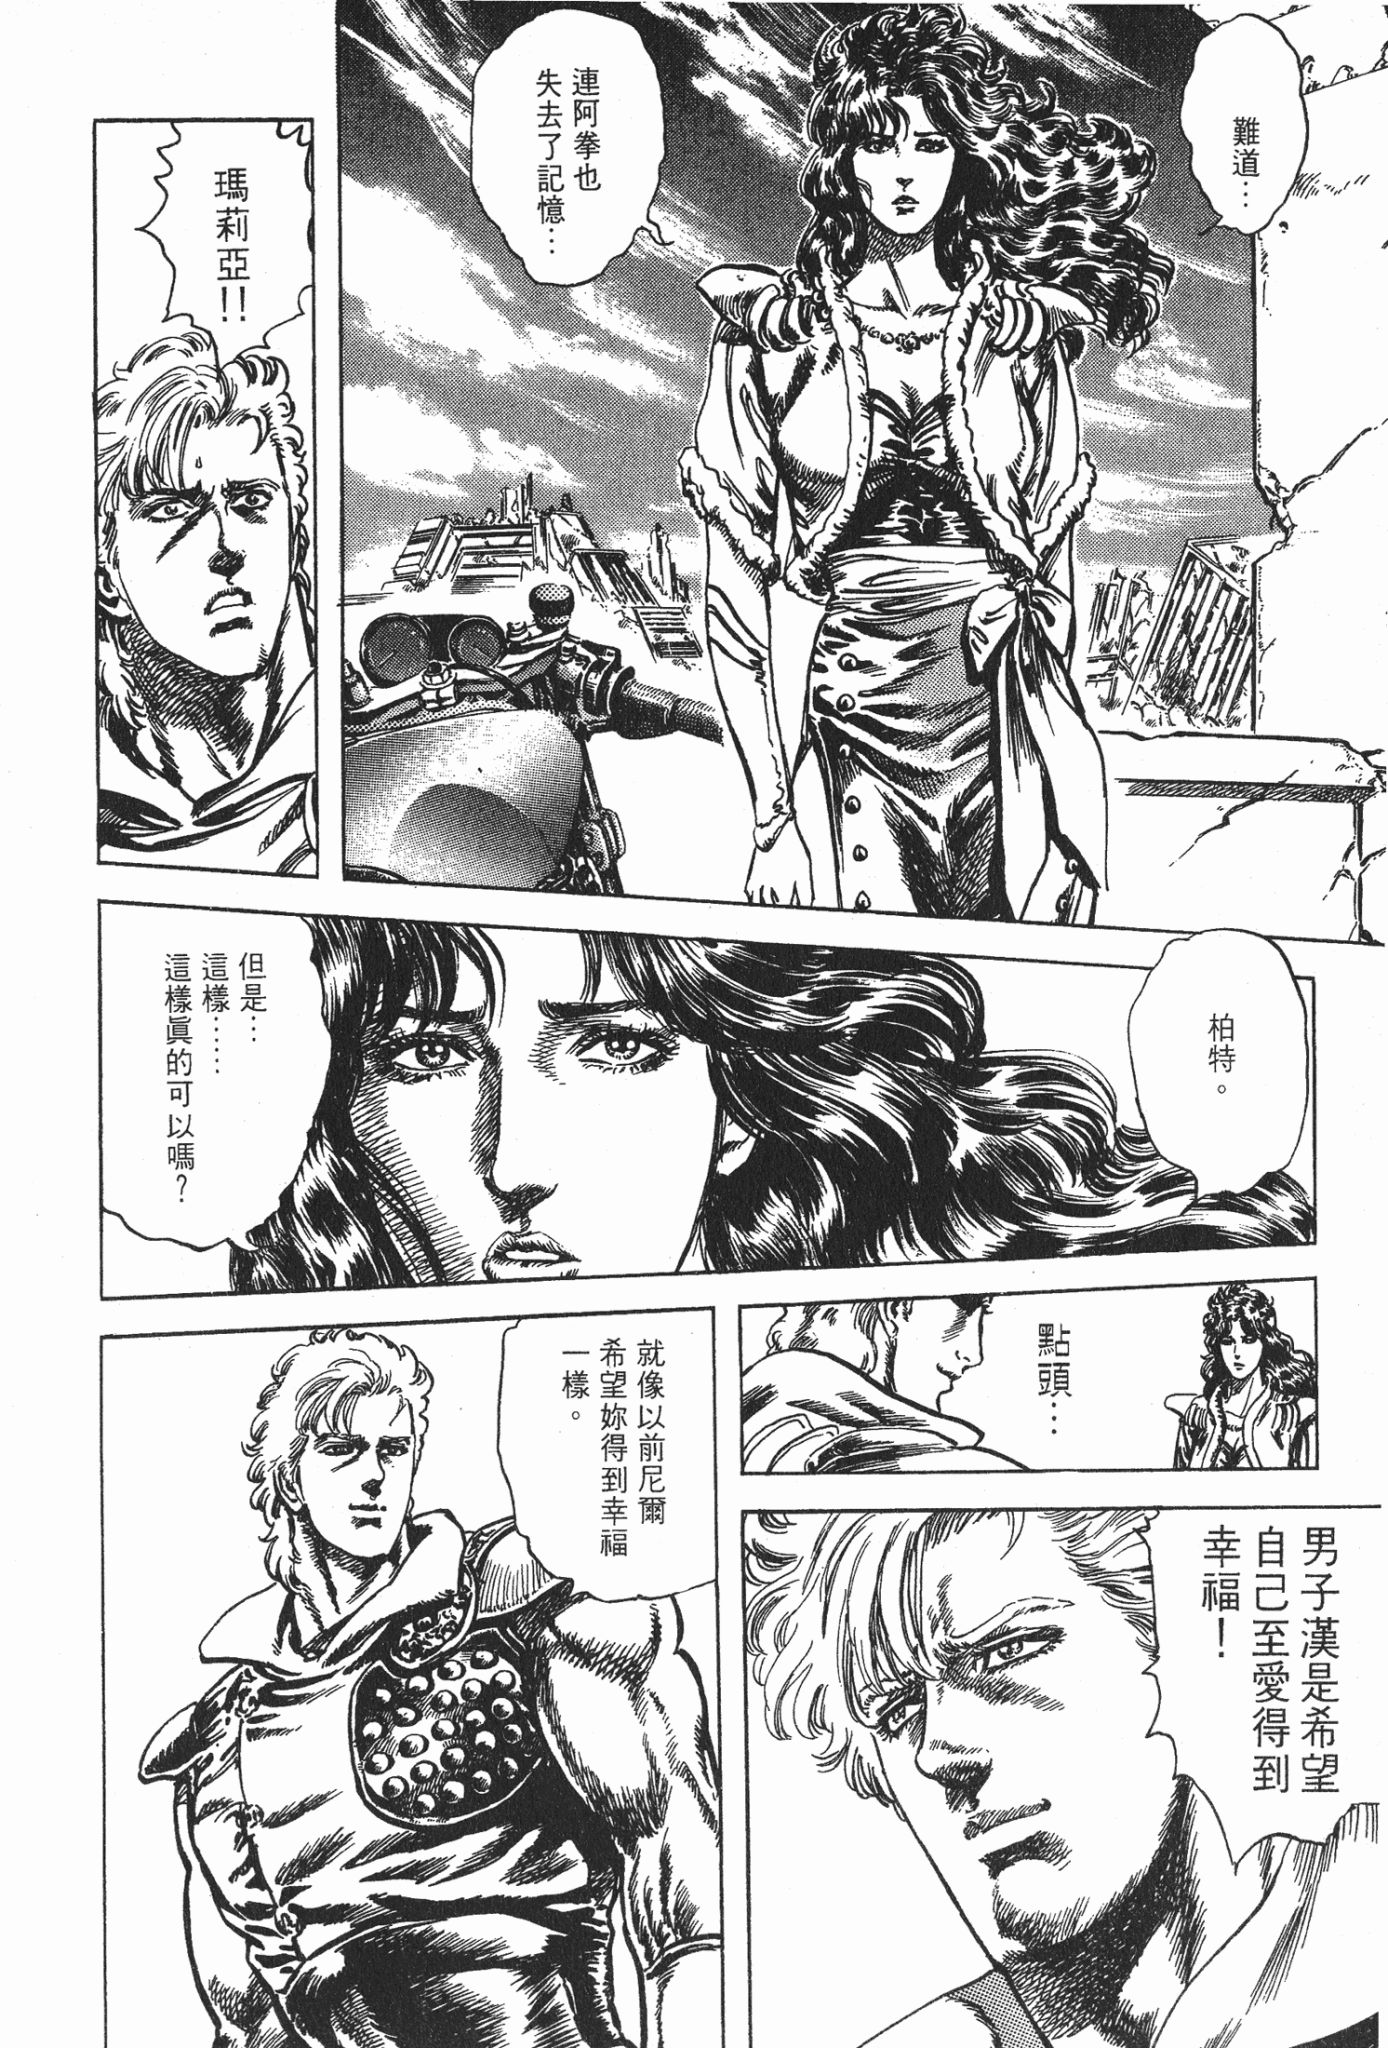 難道…
連阿拳也
失去了記憶…
瑪莉亞!!
柏特。
但是…
這樣……
這樣眞的可以嗎?
點頭…
男子漢是希望
自己至愛得到
幸福!
就像以前尼爾
希望妳得到幸福
一樣。